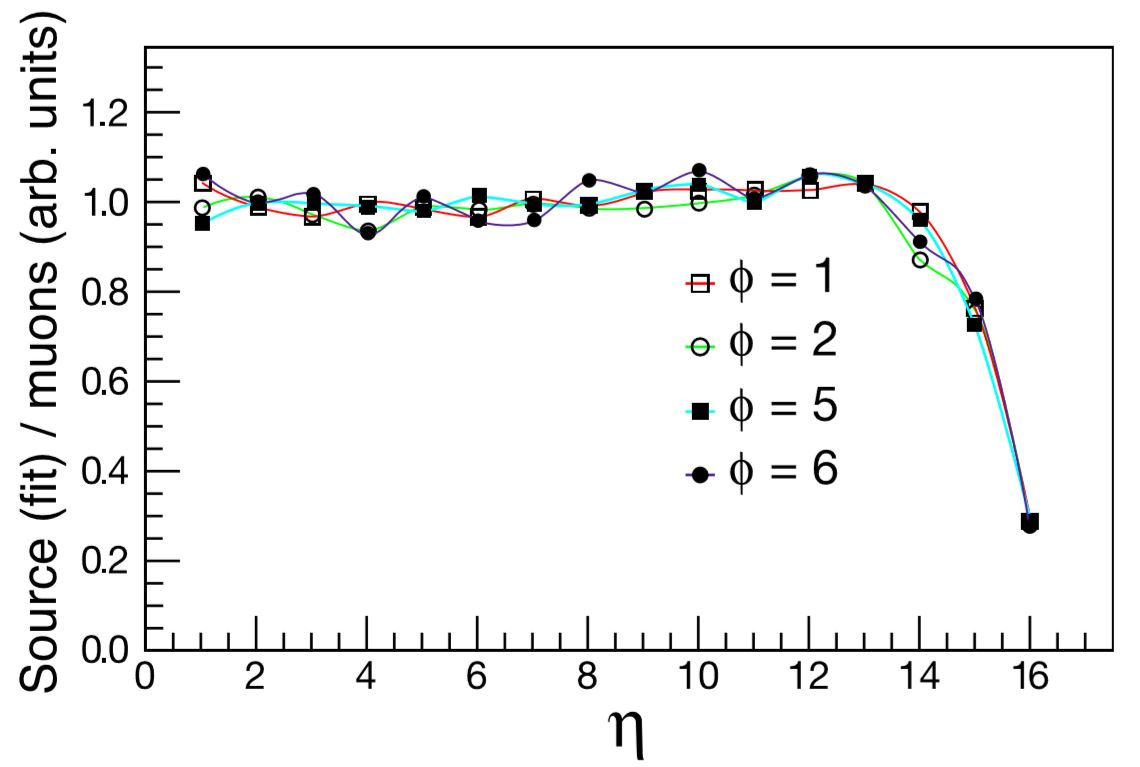 Source (fit) / muons (arb. units)
1.2
1.0
0.8
0.6
0.4
0.2
0.0
ϕ = 1
ϕ = 2
ϕ = 5
ϕ = 6
0 2 4 6 8 10 12 14 16
η